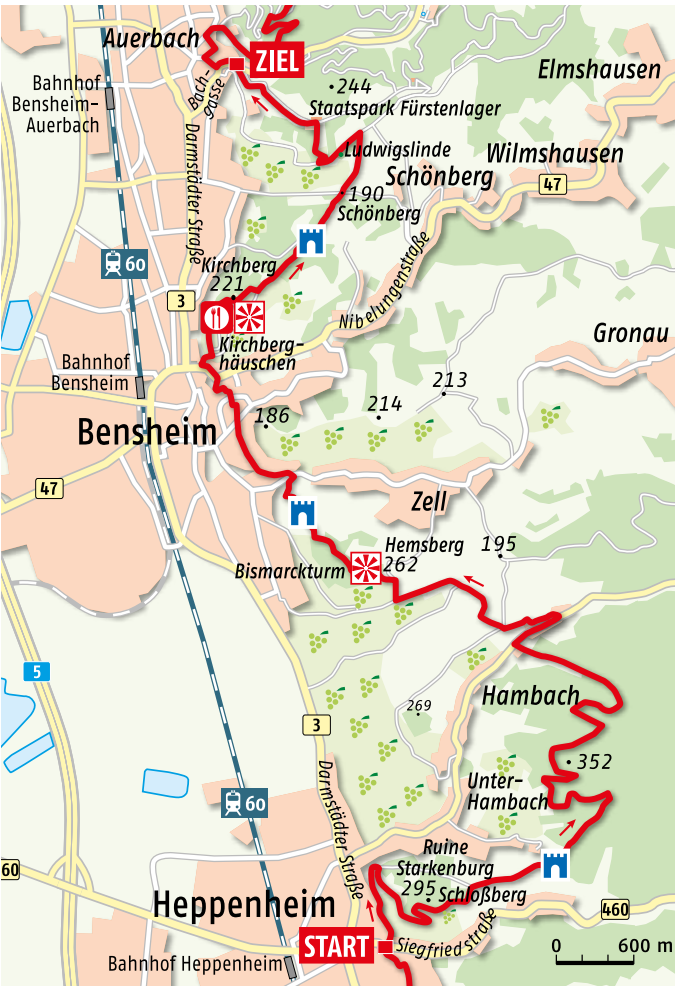 Auerbach
ZIEL
Bahnhof
Bensheim-
Auerbach
Bach-
gasse
244
Staatspark Fürstenlager
Elmshausen
Darmstädter Straße
Ludwigslinde
Wilmshausen
Schönberg
47
190
Schönberg
60
Kirchberg
221
3
Nibelungenstraße
Kirchberg-
häuschen
Gronau
Bahnhof
Bensheim
213
214
186
Bensheim
47
Zell
Hemsberg
195
Bismarckturm
262
5
Hambach
269
3
352
Unter-
Hambach
60
Darmstädter Straße
Ruine
Starkenburg
60
295
Schloßberg
Heppenheim
460
START
Siegfriedstraße
Bahnhof Heppenheim
0
600 m